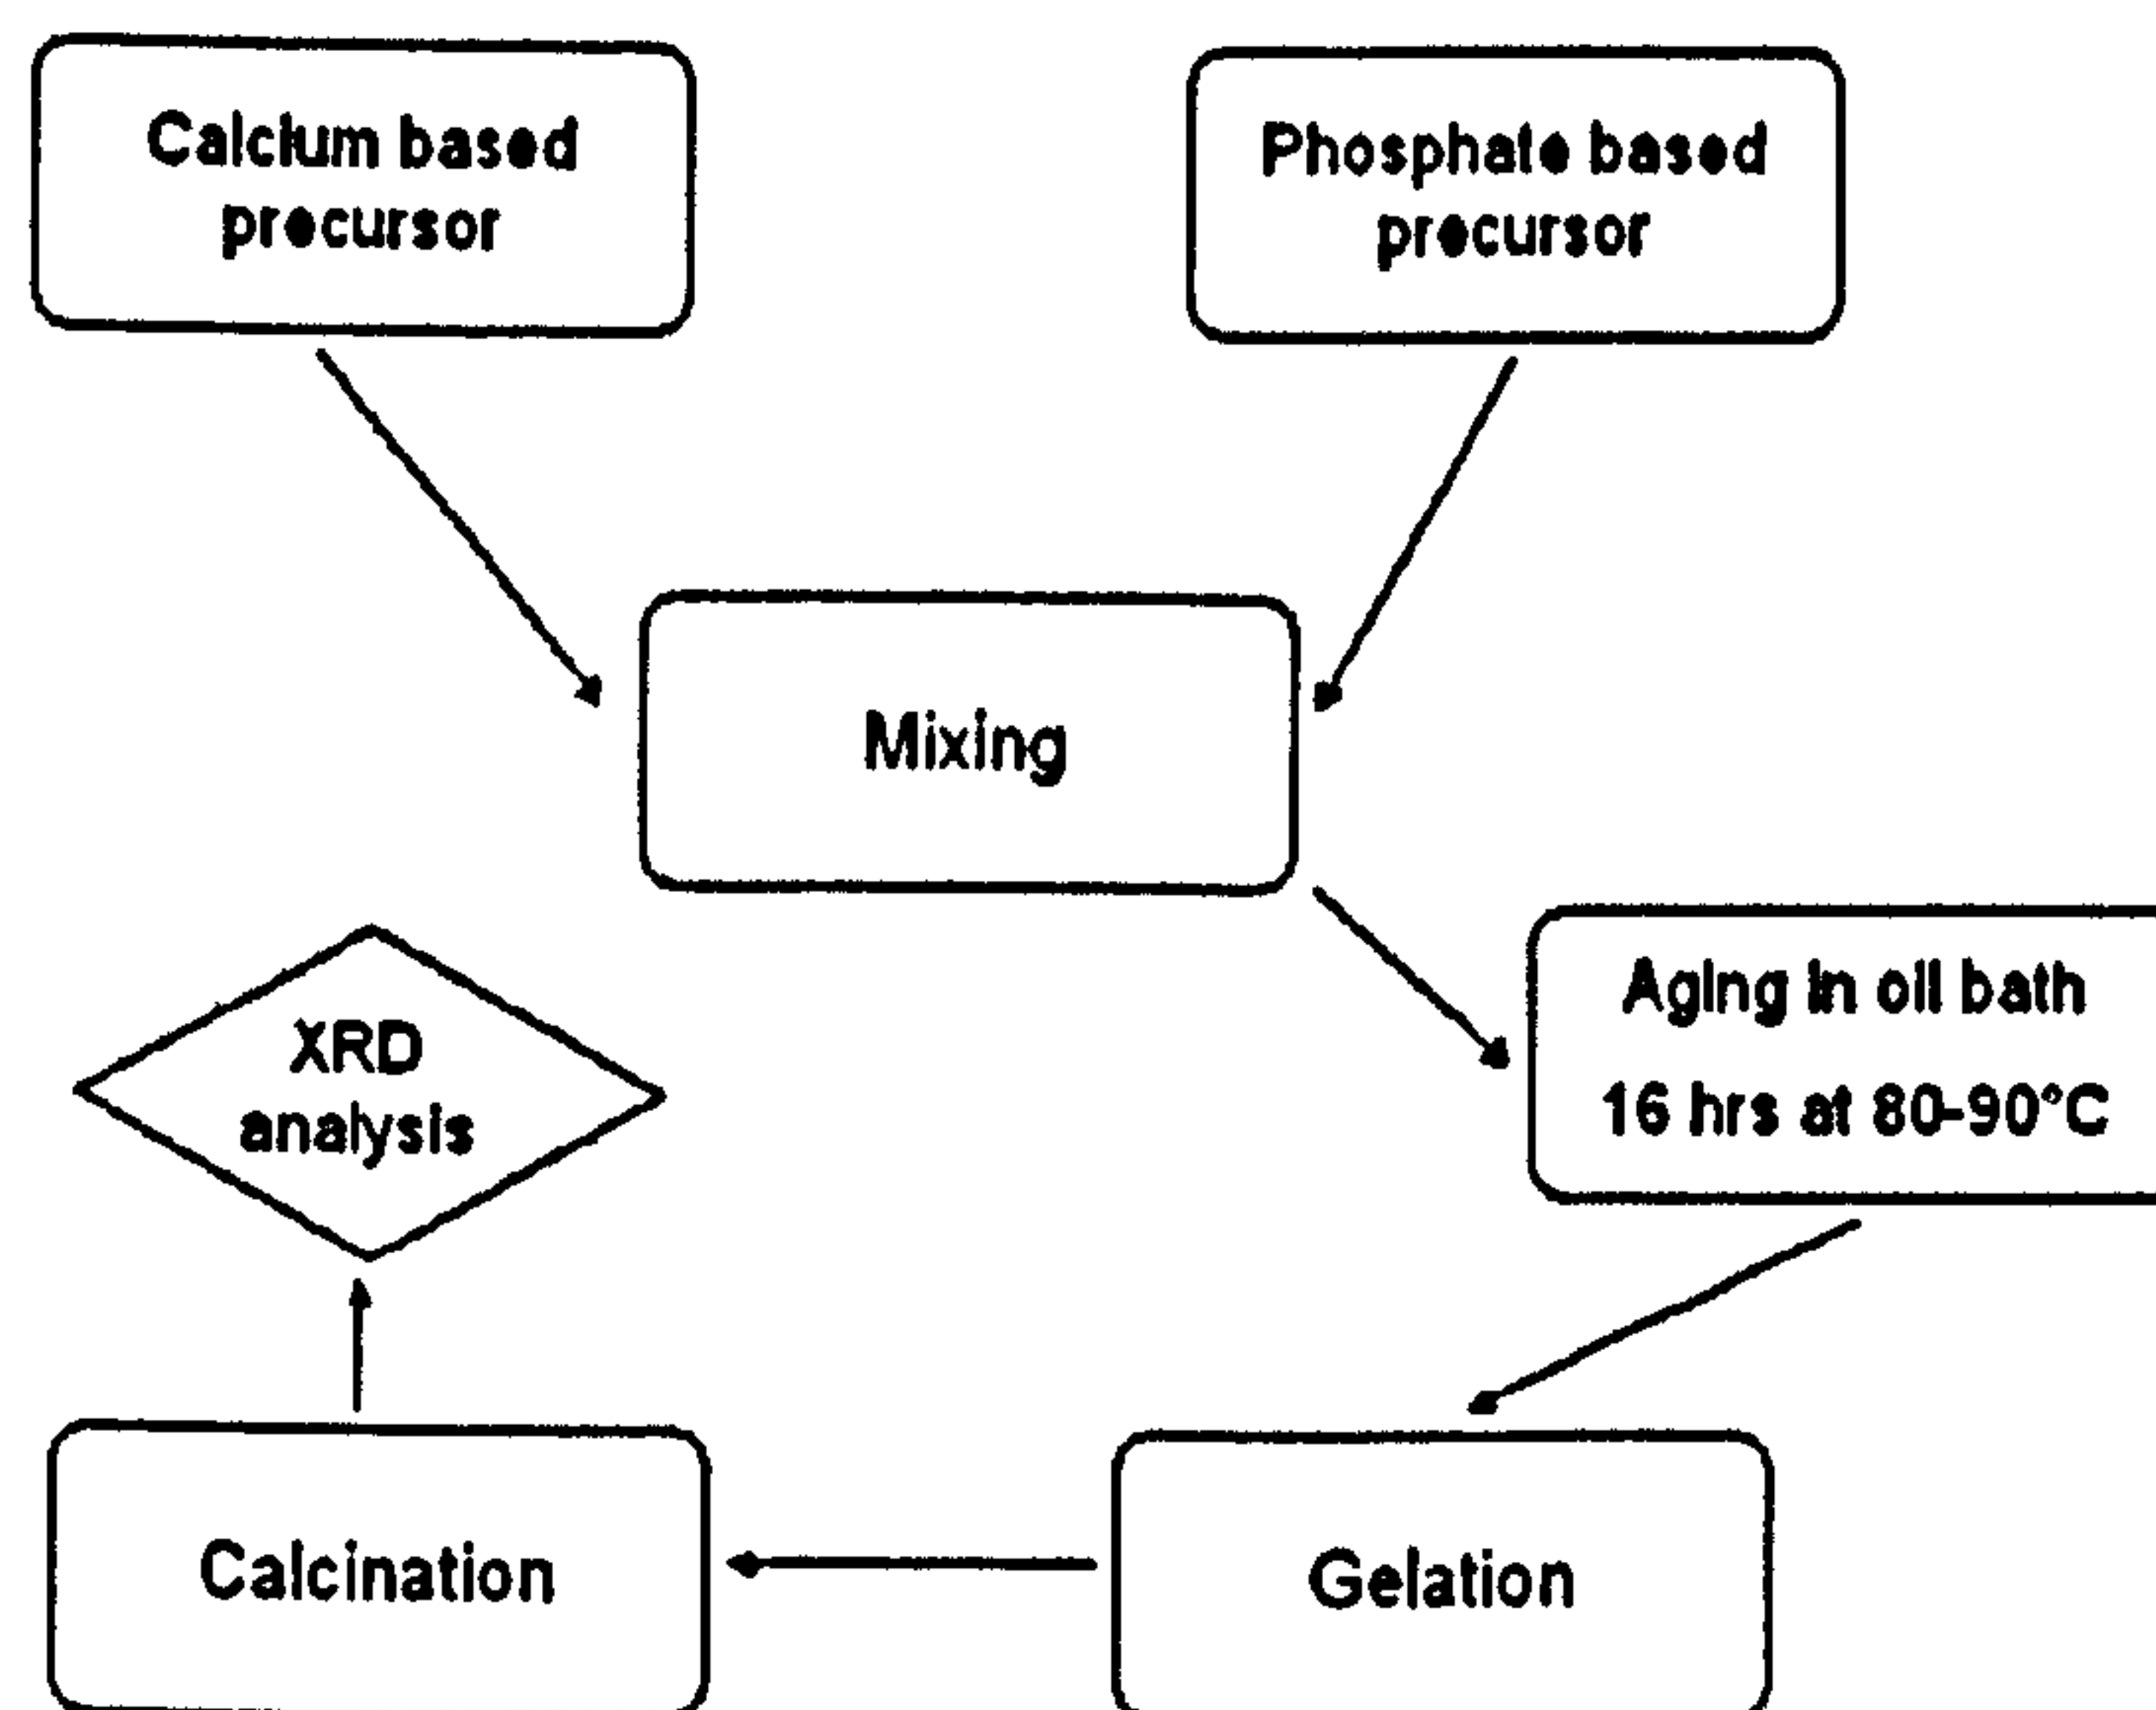 Calcium based
precursor
Phosphate based
precursor
Mixing
Aging in oil bath
16 hrs at 80-90°C
XRD
analysis
Calcination
Gelation